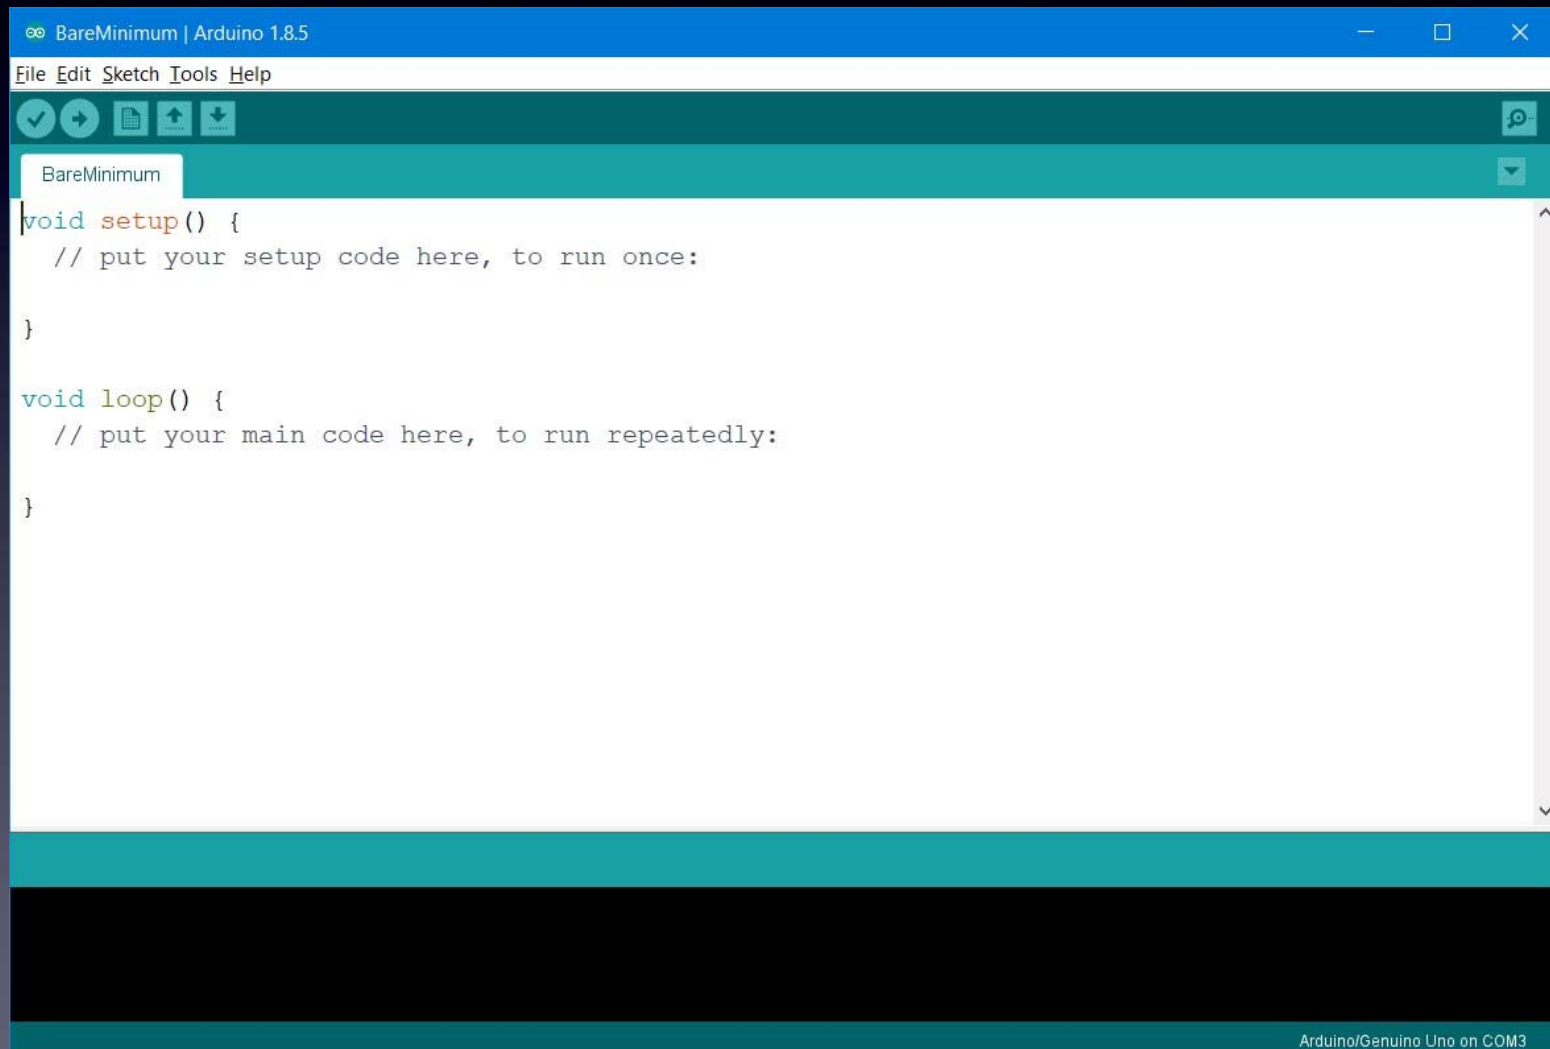 BareMinimum | Arduino 1.8.5
File Edit Sketch Tools Help
BareMinimum
void setup() {
  // put your setup code here, to run once:
}
void loop() {
  // put your main code here, to run repeatedly:
}
Arduino/Genuino Uno on COM3